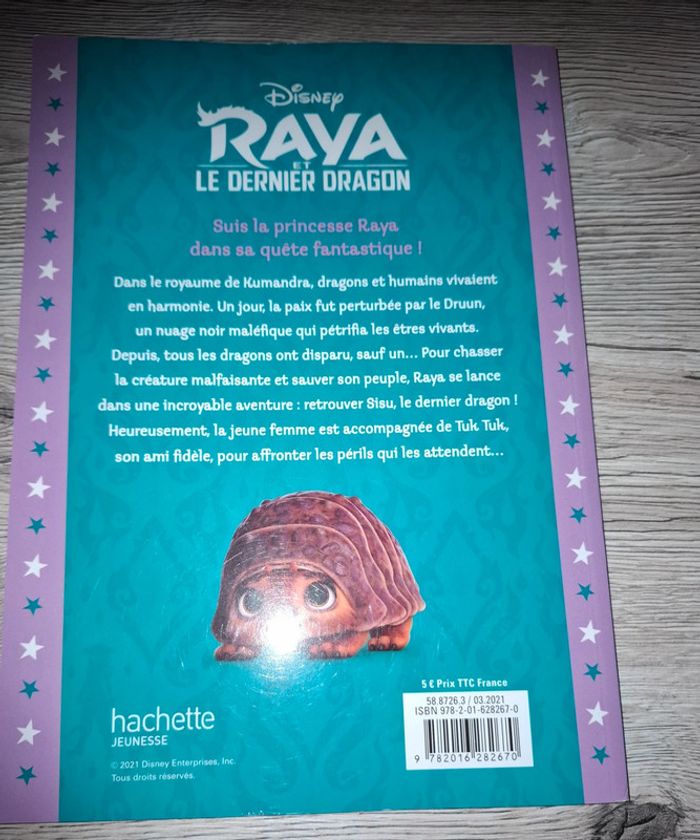 Disney
RAYA
ET
LE DERNIER DRAGON
Suis la princesse Raya
dans sa quête fantastique !
Dans le royaume de Kumandra, dragons et humains vivaient
en harmonie. Un jour, la paix fut perturbée par le Druun,
un nuage noir maléfique qui pétrifia les êtres vivants.
Depuis, tous les dragons ont disparu, sauf un... Pour chasser
la créature malfaisante et sauver son peuple, Raya se lance
dans une incroyable aventure : retrouver Sisu, le dernier dragon !
Heureusement, la jeune femme est accompagnée de Tuk Tuk,
son ami fidèle, pour affronter les périls qui les attendent...
5 € Prix TTC France
58.8726.3 / 03.2021
ISBN 978-2-01-628267-0
9 782016 282670
hachette
JEUNESSE
© 2021 Disney Enterprises, Inc.
Tous droits réservés.